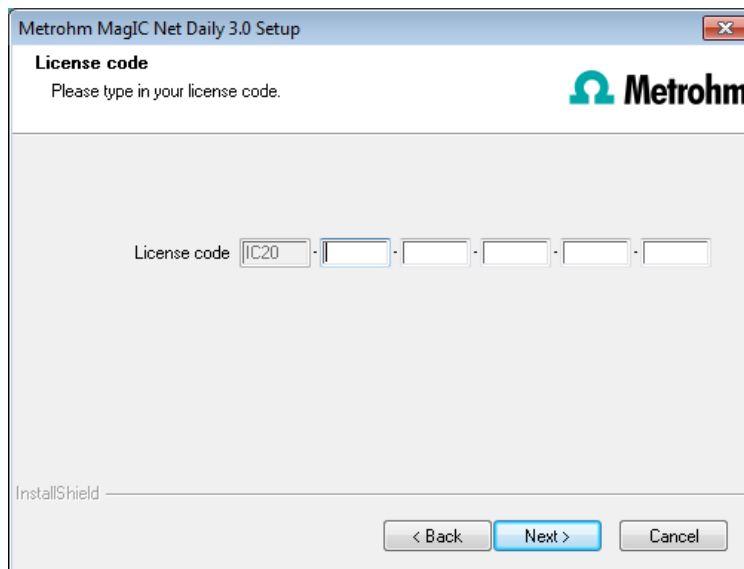 Metrohm MagIC Net Daily 3.0 Setup
License code
Please type in your license code.
Metrohm
License code IC20 - - - - -
InstallShield
< Back Next > Cancel